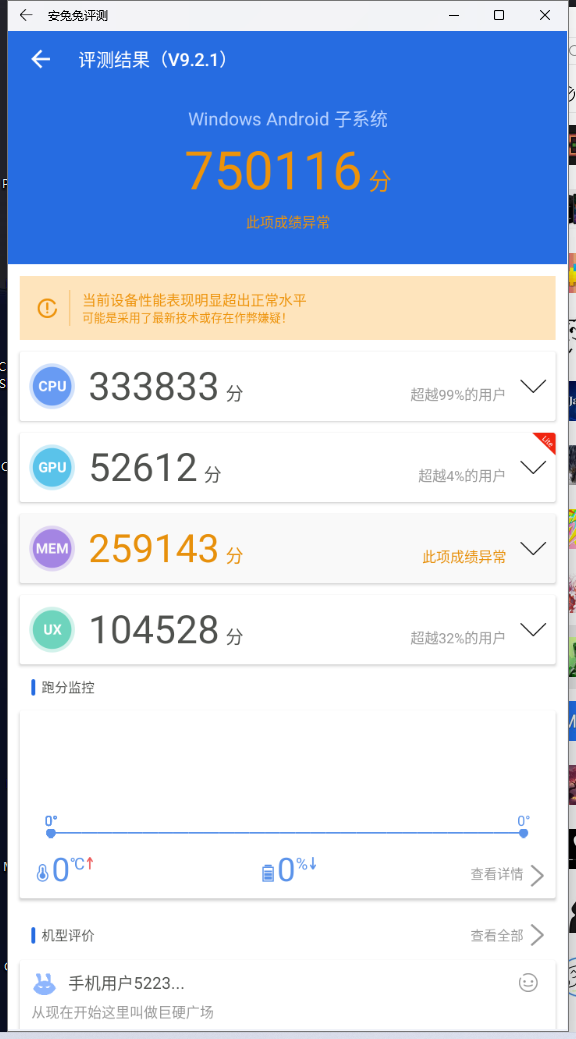 安兔兔评测
评测结果（V9.2.1）
Windows Android 子系统
750116 分
此项成绩异常
当前设备性能表现明显超出正常水平
可能是采用了最新技术或存在作弊嫌疑！
CPU 333833 分 超越99%的用户
Lite
GPU 52612 分 超越4%的用户
MEM 259143 分 此项成绩异常
UX 104528 分 超越32%的用户
跑分监控
0° 0°
0℃↑ 0%↓ 查看详情
机型评价 查看全部
手机用户5223...
从现在开始这里叫做巨硬广场